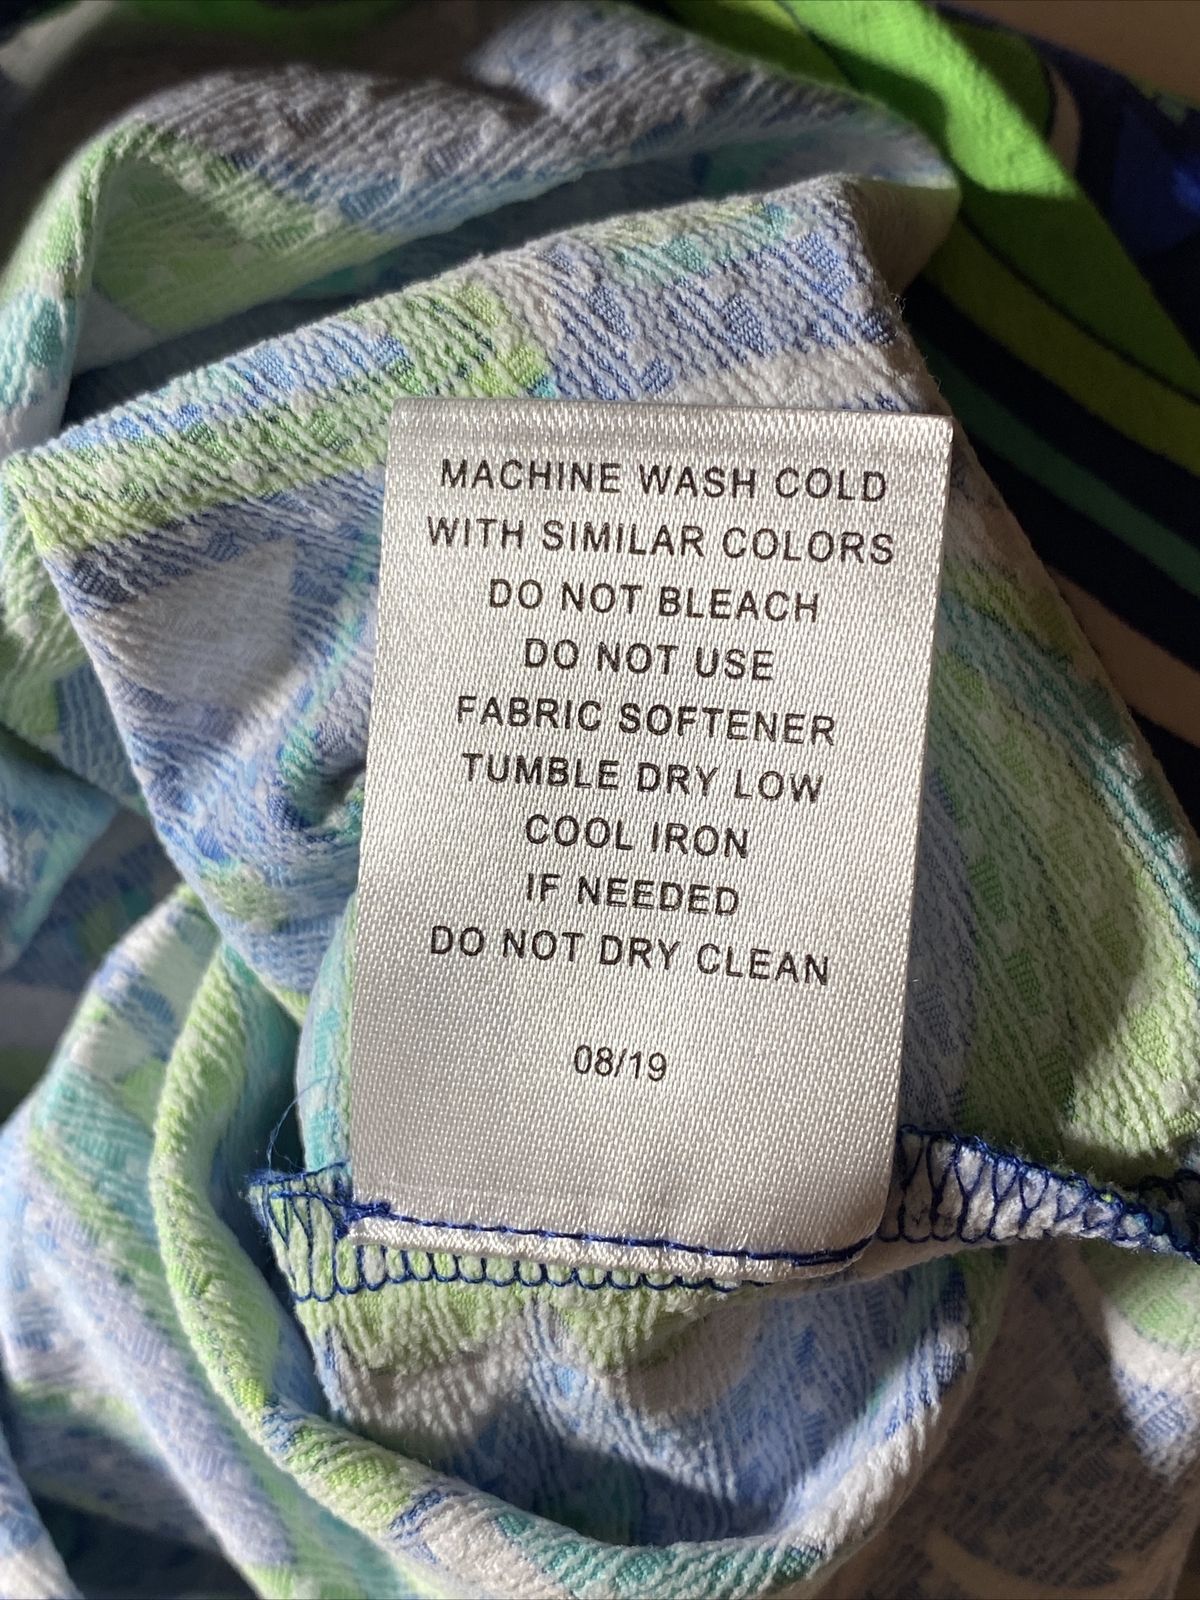 MACHINE WASH COLD
WITH SIMILAR COLORS
DO NOT BLEACH
DO NOT USE
FABRIC SOFTENER
TUMBLE DRY LOW
COOL IRON
IF NEEDED
DO NOT DRY CLEAN
08/19